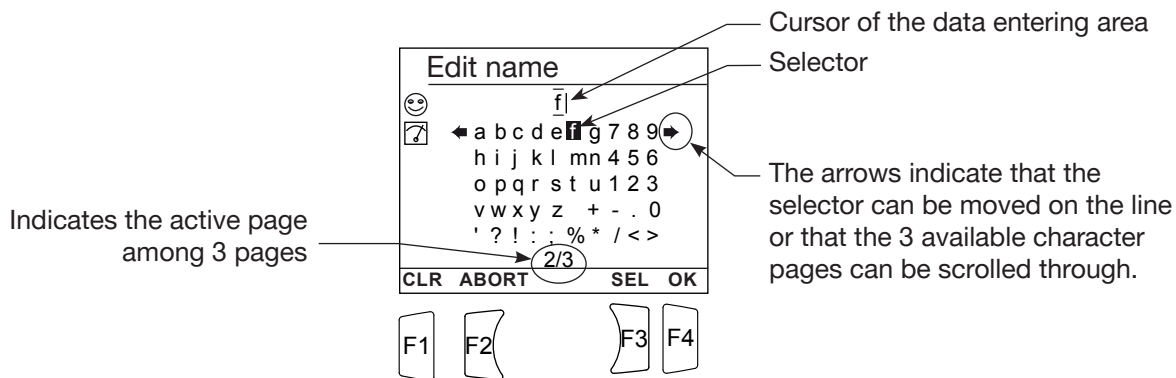 Cursor of the data entering area
Edit name
Selector
f|
a b c d e f g 7 8 9
h i j k l m n 4 5 6
The arrows indicate that the
selector can be moved on the line
or that the 3 available character
pages can be scrolled through.
o p q r s t u 1 2 3
v w x y z + - . 0
' ? ! : ; % * / < >
Indicates the active page
among 3 pages
2/3
CLR ABORT SEL OK
F1 F2 F3 F4